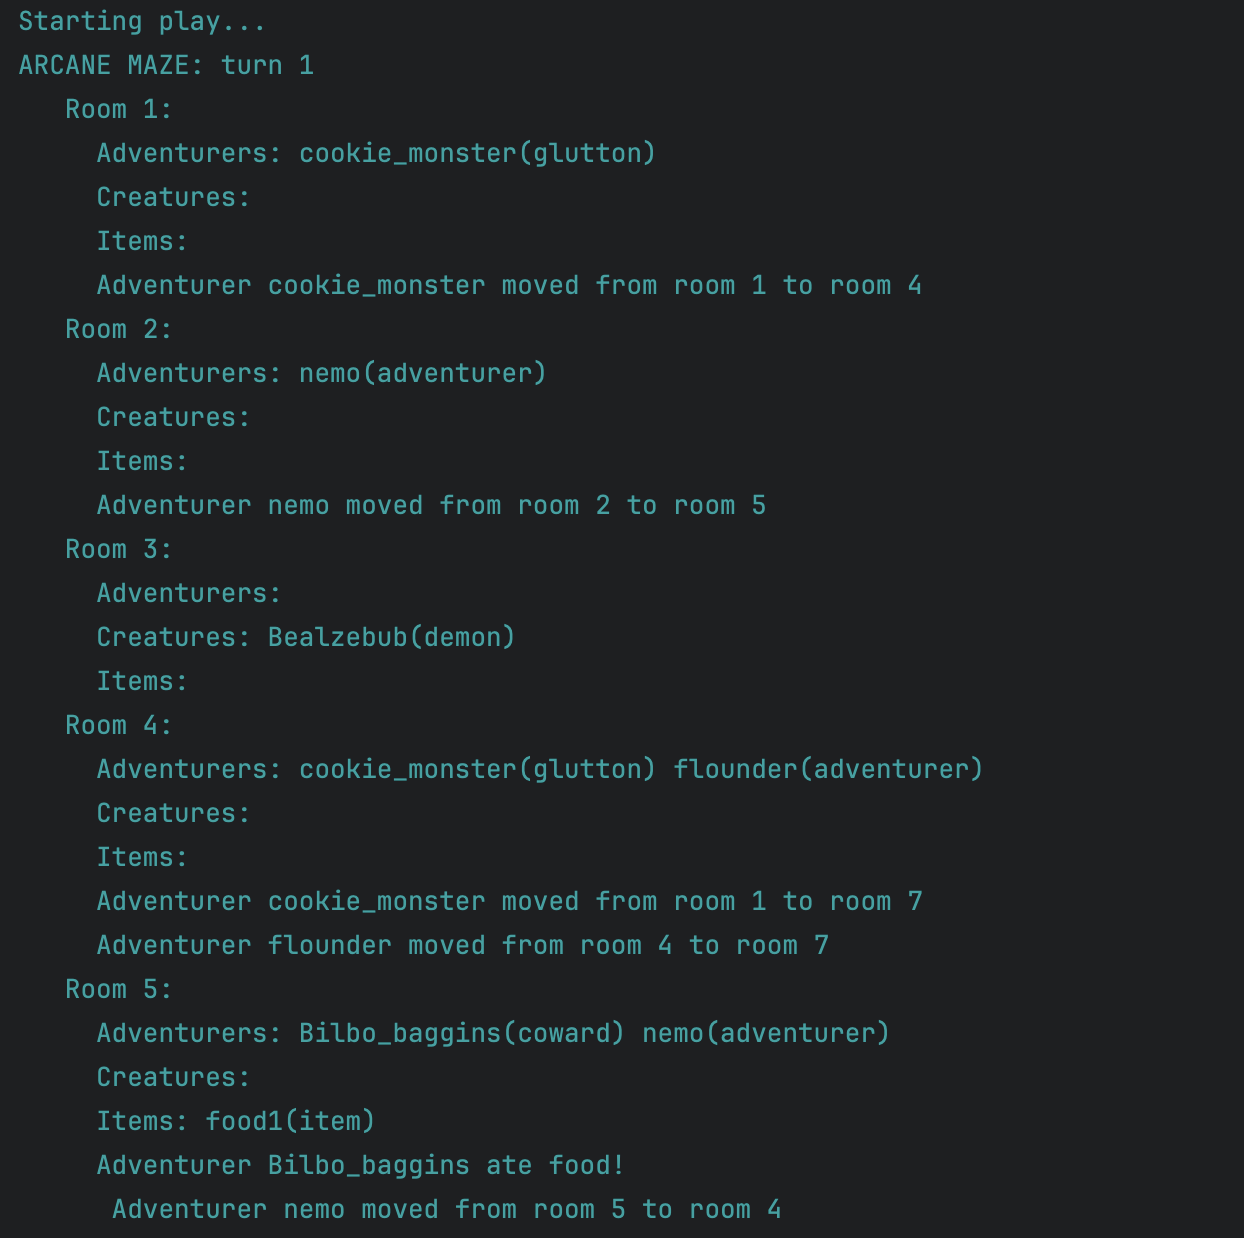 Starting play...
ARCANE MAZE: turn 1
Room 1:
Adventurers: cookie_monster(glutton)
Creatures:
Items:
Adventurer cookie_monster moved from room 1 to room 4
Room 2:
Adventurers: nemo(adventurer)
Creatures:
Items:
Adventurer nemo moved from room 2 to room 5
Room 3:
Adventurers:
Creatures: Bealzebub(demon)
Items:
Room 4:
Adventurers: cookie_monster(glutton) flounder(adventurer)
Creatures:
Items:
Adventurer cookie_monster moved from room 1 to room 7
Adventurer flounder moved from room 4 to room 7
Room 5:
Adventurers: Bilbo_baggins(coward) nemo(adventurer)
Creatures:
Items: food1(item)
Adventurer Bilbo_baggins ate food!
Adventurer nemo moved from room 5 to room 4